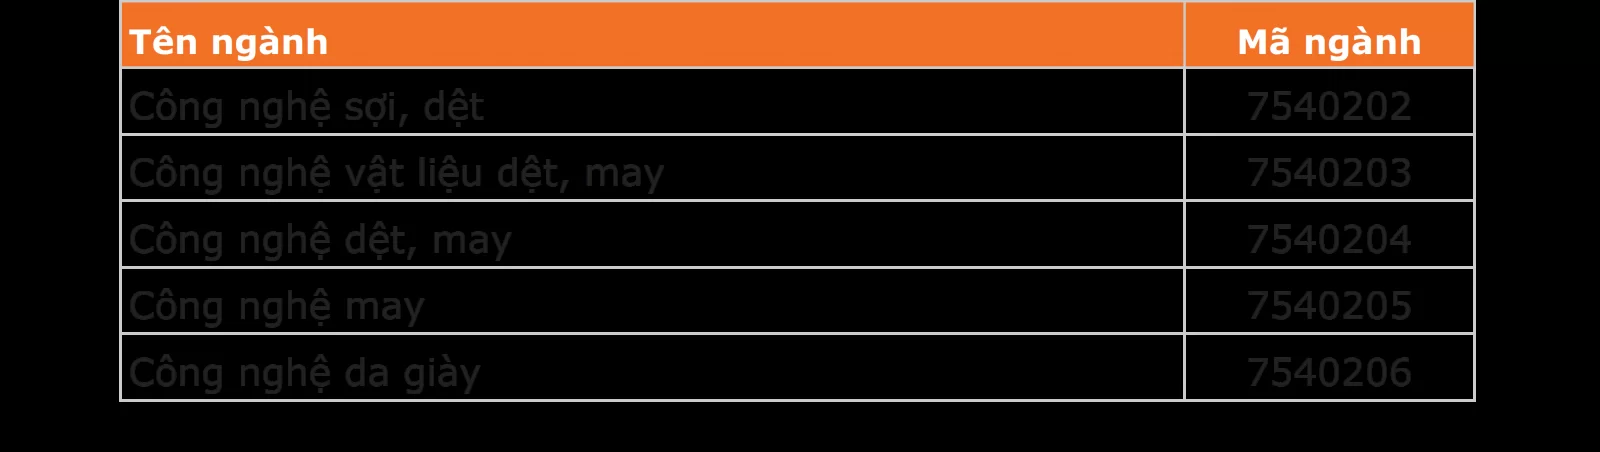 Tên ngành Mã ngành
Công nghệ sợi, dệt 7540202
Công nghệ vật liệu dệt, may 7540203
Công nghệ dệt, may 7540204
Công nghệ may 7540205
Công nghệ da giày 7540206